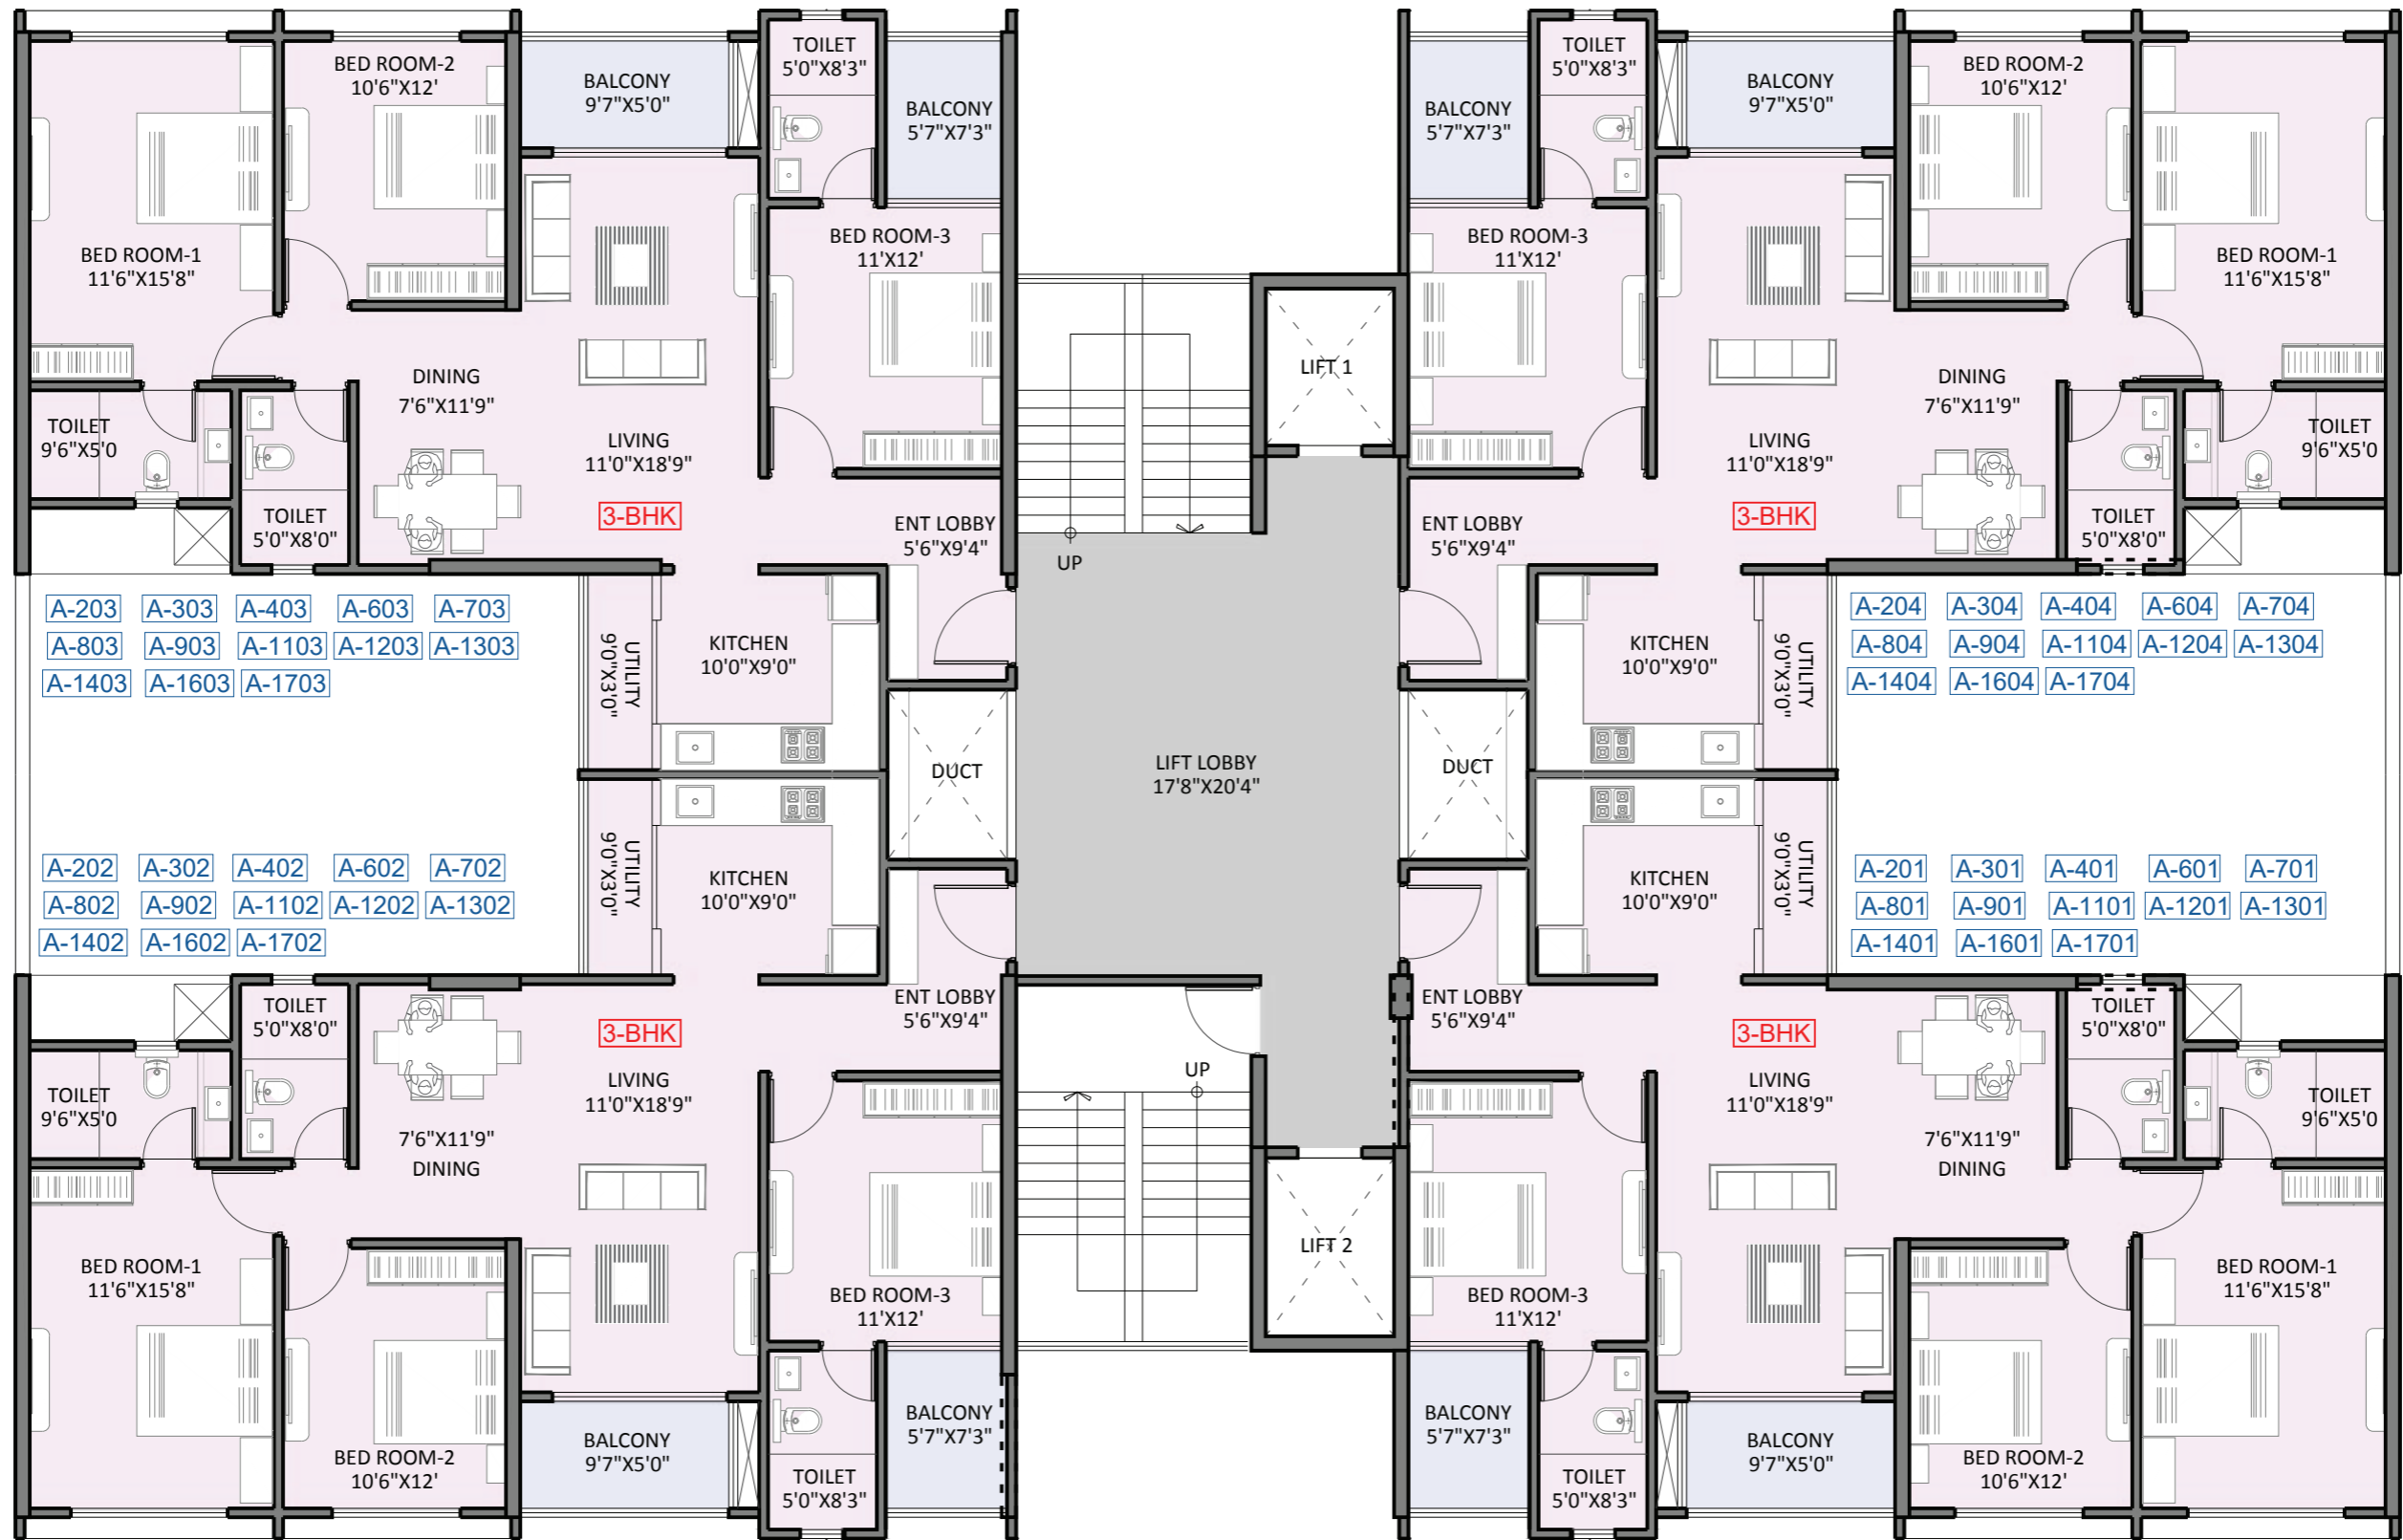 TOILET
5'0"X8'3"
TOILET
5'0"X8'3"
BED ROOM-2
10'6"X12'
BALCONY
9'7"X5'0"
BALCONY
5'7"X7'3"
BALCONY
5'7"X7'3"
BALCONY
9'7"X5'0"
BED ROOM-2
10'6"X12'
BED ROOM-1
11'6"X15'8"
BED ROOM-3
11'X12'
BED ROOM-3
11'X12'
BED ROOM-1
11'6"X15'8"
LIFT 1
DINING
7'6"X11'9"
DINING
7'6"X11'9"
TOILET
9'6"X5'0
LIVING
11'0"X18'9"
LIVING
11'0"X18'9"
TOILET
9'6"X5'0
3-BHK
3-BHK
TOILET
5'0"X8'0"
ENT LOBBY
5'6"X9'4"
ENT LOBBY
5'6"X9'4"
TOILET
5'0"X8'0"
UP
A-203 A-303 A-403 A-603 A-703
A-803 A-903 A-1103 A-1203 A-1303
A-1403 A-1603 A-1703
UTILITY
9'0"X3'0"
KITCHEN
10'0"X9'0"
KITCHEN
10'0"X9'0"
UTILITY
9'0"X3'0"
A-204 A-304 A-404 A-604 A-704
A-804 A-904 A-1104 A-1204 A-1304
A-1404 A-1604 A-1704
DUCT
LIFT LOBBY
17'8"X20'4"
DUCT
A-202 A-302 A-402 A-602 A-702
A-802 A-902 A-1102 A-1202 A-1302
A-1402 A-1602 A-1702
UTILITY
9'0"X3'0"
KITCHEN
10'0"X9'0"
KITCHEN
10'0"X9'0"
UTILITY
9'0"X3'0"
A-201 A-301 A-401 A-601 A-701
A-801 A-901 A-1101 A-1201 A-1301
A-1401 A-1601 A-1701
TOILET
5'0"X8'0"
ENT LOBBY
5'6"X9'4"
ENT LOBBY
5'6"X9'4"
TOILET
5'0"X8'0"
3-BHK
3-BHK
UP
TOILET
9'6"X5'0
LIVING
11'0"X18'9"
LIVING
11'0"X18'9"
TOILET
9'6"X5'0
7'6"X11'9"
DINING
7'6"X11'9"
DINING
LIFT 2
BED ROOM-1
11'6"X15'8"
BED ROOM-3
11'X12'
BED ROOM-3
11'X12'
BED ROOM-1
11'6"X15'8"
BALCONY
5'7"X7'3"
BALCONY
5'7"X7'3"
BED ROOM-2
10'6"X12'
BALCONY
9'7"X5'0"
BALCONY
9'7"X5'0"
BED ROOM-2
10'6"X12'
TOILET
5'0"X8'3"
TOILET
5'0"X8'3"